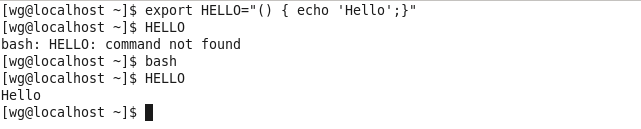 [wg@localhost ~]$ export HELLO="() { echo 'Hello';}"
[wg@localhost ~]$ HELLO
bash: HELLO: command not found
[wg@localhost ~]$ bash
[wg@localhost ~]$ HELLO
Hello
[wg@localhost ~]$